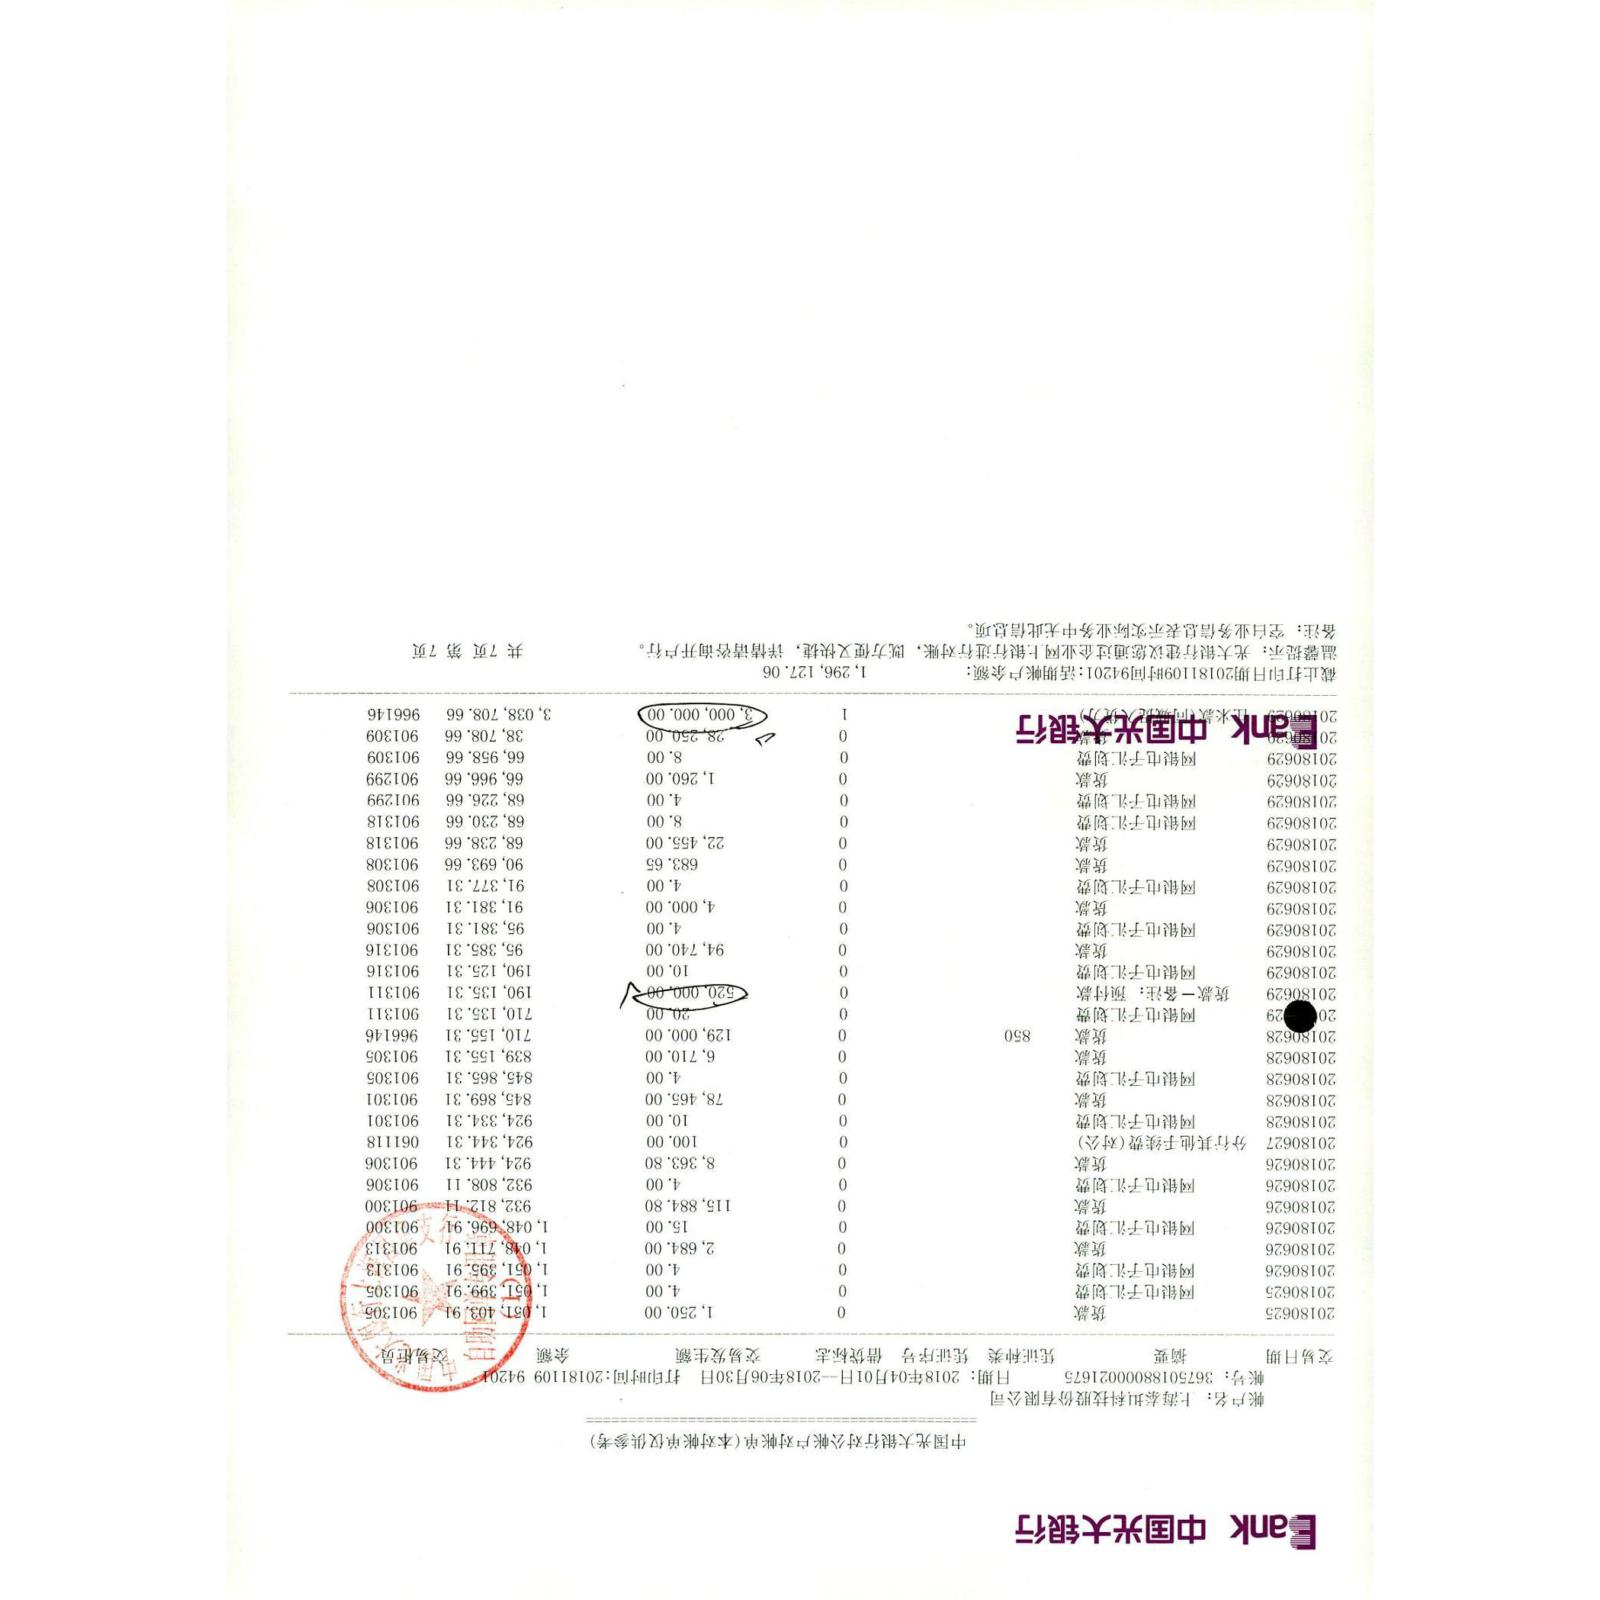 Bank 中国光大银行
中国光大银行对公帐户对帐单(本对帐单仅供参考)
帐户名: 上海泰坦科技股份有限公司
帐号: 36750188000021675 日期: 2018年04月01日--2018年06月30日 打印时间:20181109 94201
交易日期 摘要 凭证种类 凭证序号 借贷标志 交易发生额 余额 交易柜员
20180625 货款 0 1,250.00 1,051,403.91 901305
20180625 网银电子汇划费 0 4.00 1,051,399.91 901305
20180626 网银电子汇划费 0 4.00 1,051,395.91 901313
20180626 货款 0 2,684.00 1,048,711.91 901313
20180626 网银电子汇划费 0 15.00 1,048,696.91 901300
20180626 货款 0 115,884.80 932,812.11 901300
20180626 网银电子汇划费 0 4.00 932,808.11 901306
20180626 货款 0 8,363.80 924,444.31 901306
20180627 分行其他手续费(对公) 0 100.00 924,344.31 061118
20180628 网银电子汇划费 0 10.00 924,334.31 901301
20180628 货款 0 78,465.00 845,869.31 901301
20180628 网银电子汇划费 0 4.00 845,865.31 901305
20180628 货款 0 6,710.00 839,155.31 901305
20180628 货款 850 0 129,000.00 710,155.31 966146
20180629 网银电子汇划费 0 20.00 710,135.31 901311
20180629 货款—备注: 预付款 0 520,000.00 190,135.31 901311
20180629 网银电子汇划费 0 10.00 190,125.31 901316
20180629 货款 0 94,740.00 95,385.31 901316
20180629 网银电子汇划费 0 4.00 95,381.31 901306
20180629 货款 0 4,000.00 91,381.31 901306
20180629 网银电子汇划费 0 4.00 91,377.31 901308
20180629 货款 0 683.65 90,693.66 901308
20180629 货款 0 22,455.00 68,238.66 901318
20180629 网银电子汇划费 0 8.00 68,230.66 901318
20180629 网银电子汇划费 0 4.00 68,226.66 901299
20180629 货款 0 1,260.00 66,966.66 901299
20180629 网银电子汇划费 0 8.00 66,958.66 901309
20180629 货款 0 28,250.00 38,708.66 901309
20180629 往来款 1 3,000,000.00 3,038,708.66 966146
Bank 中国光大银行
截止打印日期20181109时间94201:活期帐户余额: 1,296,127.06
温馨提示: 光大银行建议您通过企业网上银行进行对帐, 既方便又快捷, 详情请咨询开户行。 共 7页 第 7页
备注: 空白业务信息表示实际业务中无此信息项。